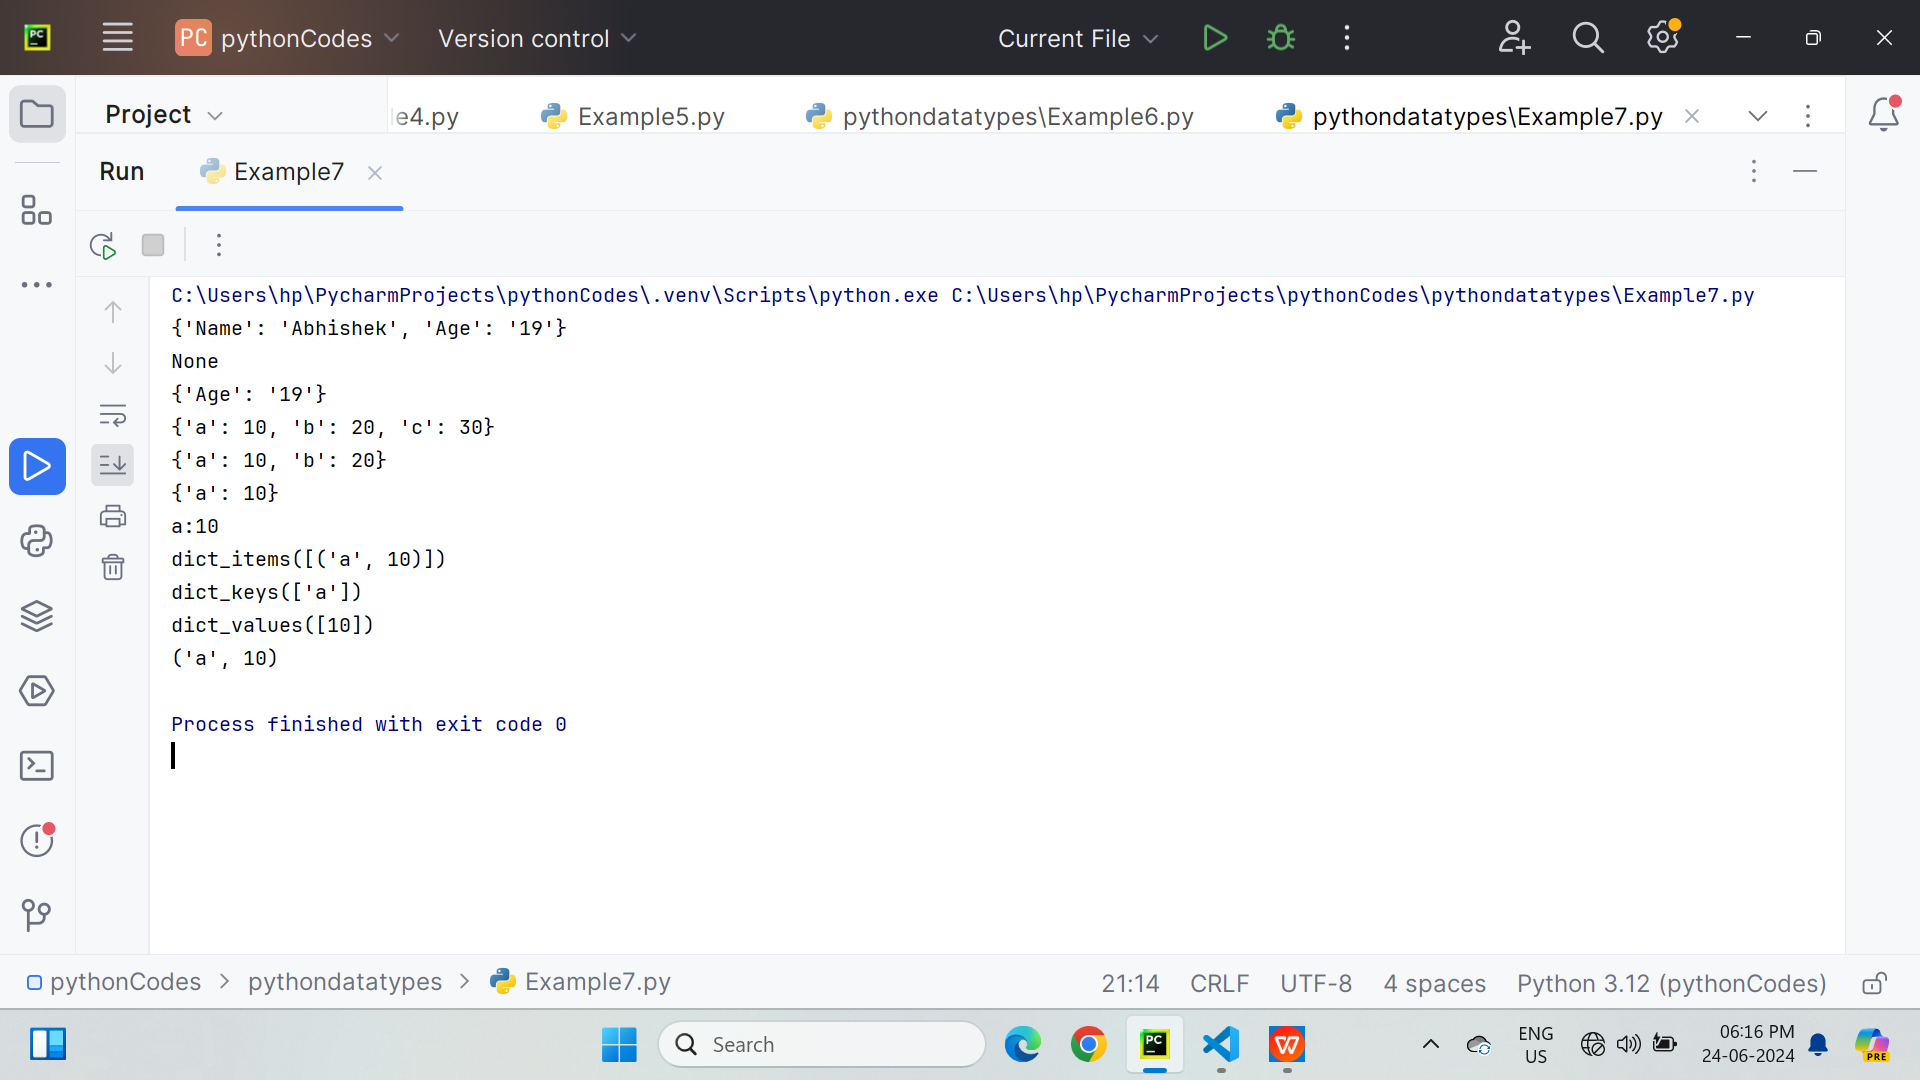 PC pythonCodes Version control Current File
Project e4.py Example5.py pythondatatypes\Example6.py pythondatatypes\Example7.py
Run Example7
C:\Users\hp\PycharmProjects\pythonCodes\.venv\Scripts\python.exe C:\Users\hp\PycharmProjects\pythonCodes\pythondatatypes\Example7.py
{'Name': 'Abhishek', 'Age': '19'}
None
{'Age': '19'}
{'a': 10, 'b': 20, 'c': 30}
{'a': 10, 'b': 20}
{'a': 10}
a:10
dict_items([('a', 10)])
dict_keys(['a'])
dict_values([10])
('a', 10)
Process finished with exit code 0
pythonCodes > pythondatatypes > Example7.py 21:14 CRLF UTF-8 4 spaces Python 3.12 (pythonCodes)
Search
ENG
US
06:16 PM
24-06-2024
PRE